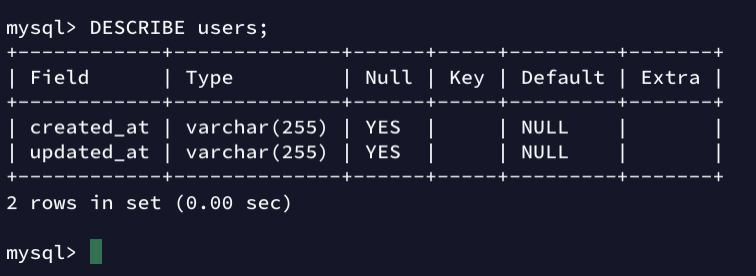 mysql> DESCRIBE users;
+------------+--------------+------+-----+---------+-------+
| Field      | Type         | Null | Key | Default | Extra |
+------------+--------------+------+-----+---------+-------+
| created_at | varchar(255) | YES  |     | NULL    |       |
| updated_at | varchar(255) | YES  |     | NULL    |       |
+------------+--------------+------+-----+---------+-------+
2 rows in set (0.00 sec)
mysql>